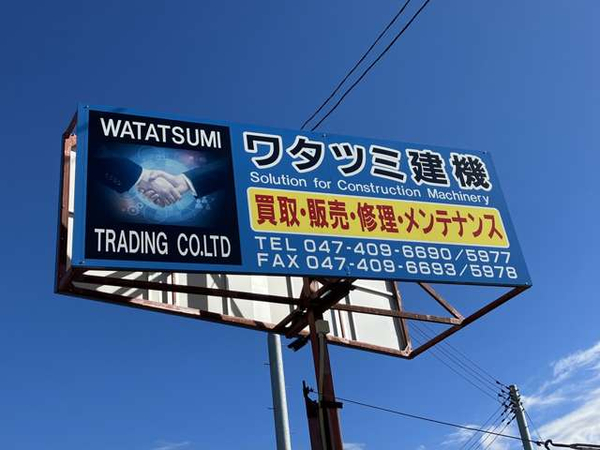 WATATSUMI
TRADING CO.LTD
ワタツミ建機
Solution for Construction Machinery
買取・販売・修理・メンテナンス
TEL 047-409-6690/5977
FAX 047-409-6693/5978